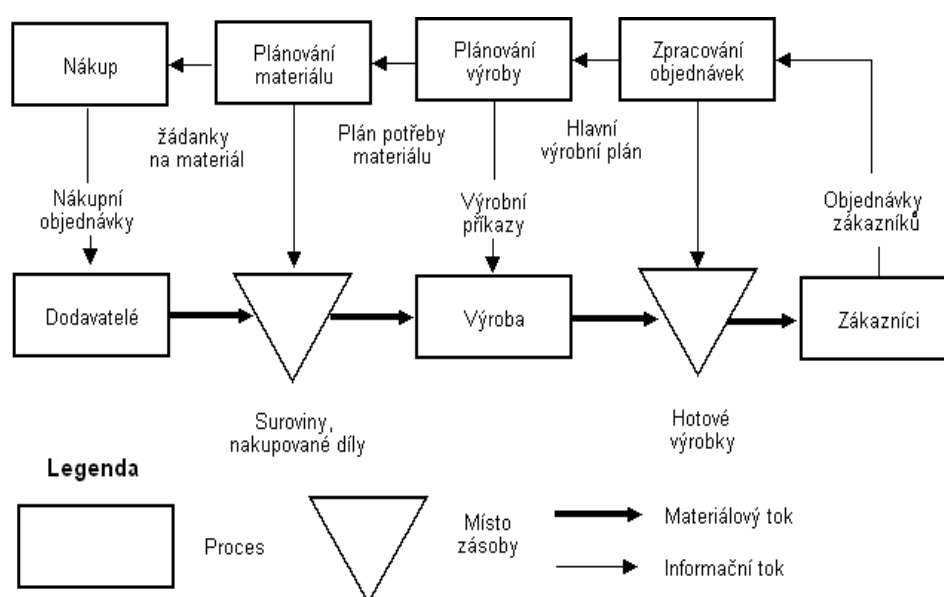 Nákup
Plánování
materiálu
Plánování
výroby
Zpracování
objednávek
žádanky
na materiál
Plán potřeby
materiálu
Hlavní
výrobní plán
Nákupní
objednávky
Výrobní
příkazy
Objednávky
zákazníků
Dodavatelé
Výroba
Zákazníci
Suroviny,
nakupované díly
Hotové
výrobky
Legenda
Proces
Místo
zásoby
Materiálový tok
Informační tok